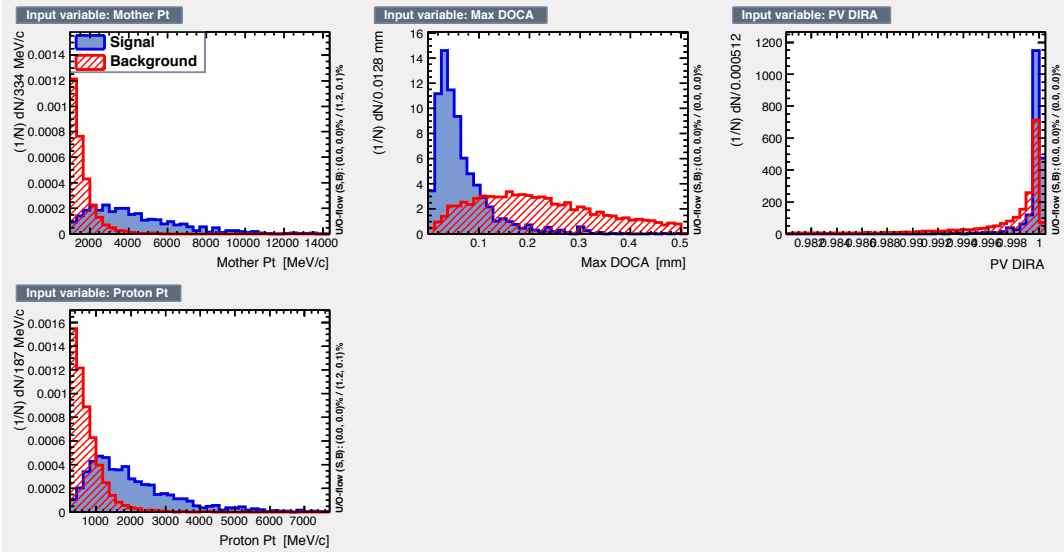 Input variable: Mother Pt
(1/N) dN/334 MeV/c
0.0014
0.0012
0.001
0.0008
0.0006
0.0004
0.0002
0
Signal
Background
2000 4000 6000 8000 10000 12000 14000
Mother Pt [MeV/c]
U/O-flow (S,B): (0.0, 0.0)% / (1.2, 0.1)%
Input variable: Max DOCA
(1/N) dN/0.0128 mm
16
14
12
10
8
6
4
2
0
0.1 0.2 0.3 0.4 0.5
Max DOCA [mm]
U/O-flow (S,B): (0.0, 0.0)% / (0.0, 0.0)%
Input variable: PV DIRA
(1/N) dN/0.000512
1200
1000
800
600
400
200
0
0.982 0.984 0.986 0.988 0.99 0.992 0.994 0.996 0.998 1
PV DIRA
U/O-flow (S,B): (0.0, 0.0)% / (0.0, 0.0)%
Input variable: Proton Pt
(1/N) dN/187 MeV/c
0.0016
0.0014
0.0012
0.001
0.0008
0.0006
0.0004
0.0002
0
1000 2000 3000 4000 5000 6000 7000
Proton Pt [MeV/c]
U/O-flow (S,B): (0.0, 0.0)% / (1.2, 0.1)%